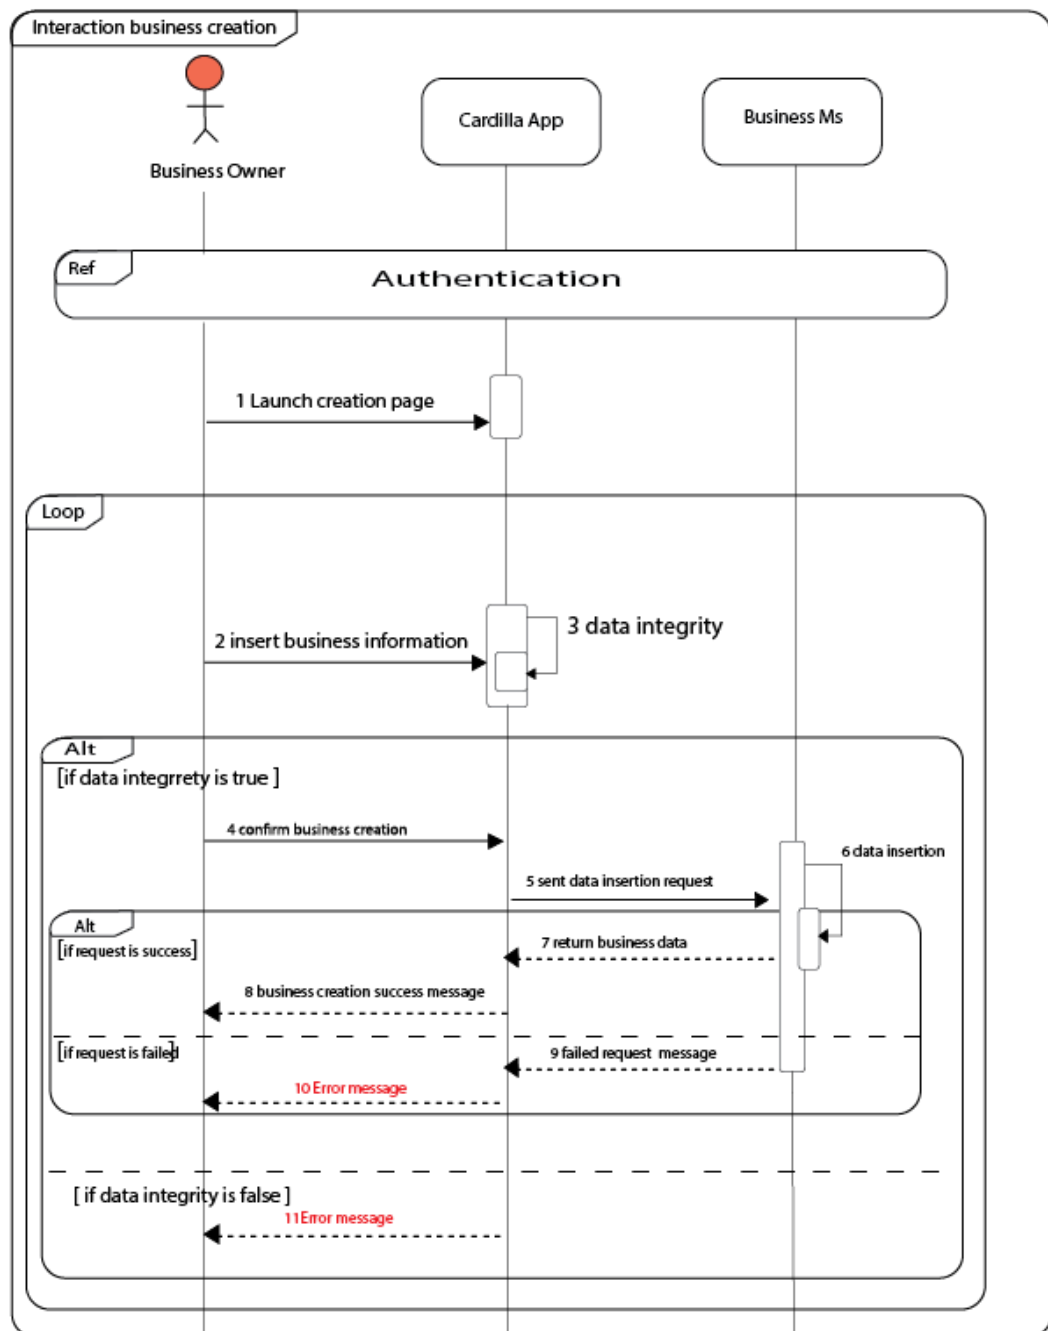 Interaction business creation
Business Owner
Cardilla App
Business Ms
Ref
Authentication
1 Launch creation page
Loop
2 insert business information
3 data integrity
Alt
[if data integrrety is true ]
4 confirm business creation
6 data insertion
5 sent data insertion request
Alt
[if request is success]
7 return business data
8 business creation success message
[if request is failed]
9 failed request message
10 Error message
[ if data integrity is false ]
11Error message